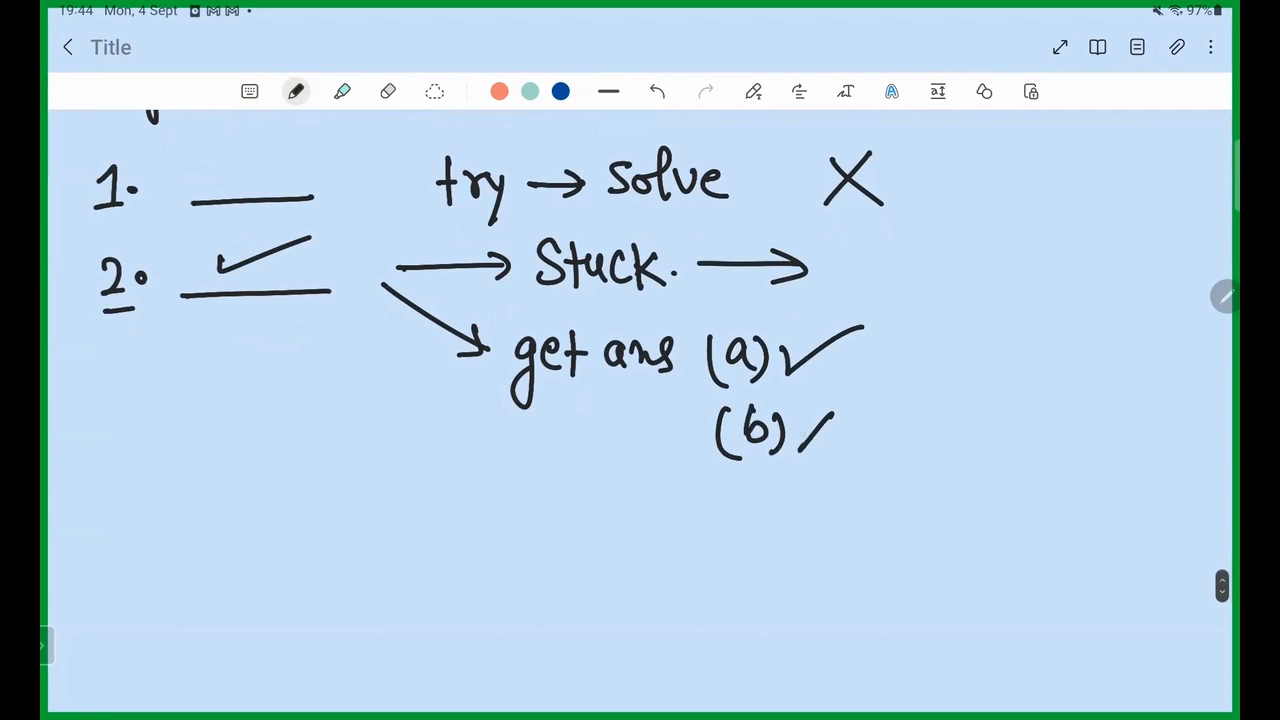 19:44 Mon, 4 Sept 97%
Title
1. try → solve X
2. ✓ → Stuck. →
→ get ans (a) ✓
(b)